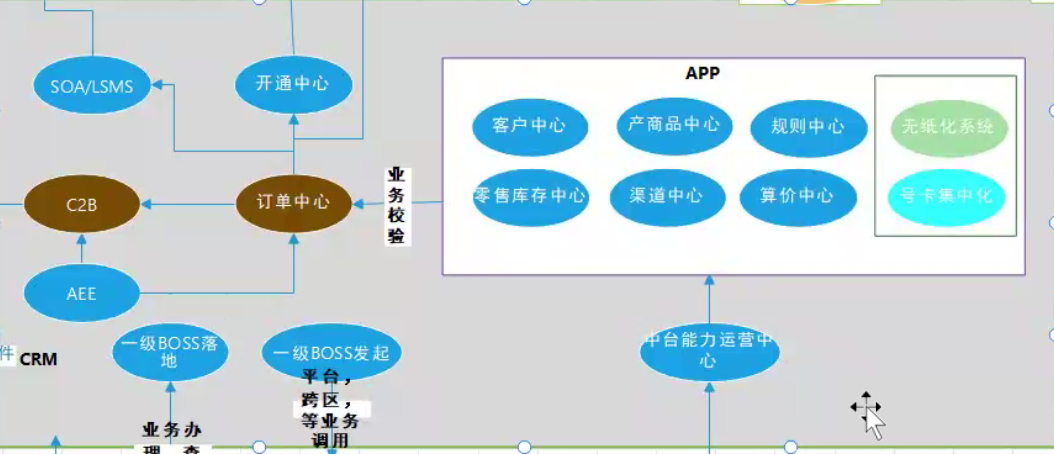 APP
SOA/LSMS
开通中心
客户中心
产商品中心
规则中心
无纸化系统
业
务
校
验
C2B
订单中心
零售库存中心
渠道中心
算价中心
号卡集中化
AEE
一级BOSS落
地
一级BOSS发起
中台能力运营中
心
件
CRM
平台，
跨区，
等业务
调用
业务办
理、查